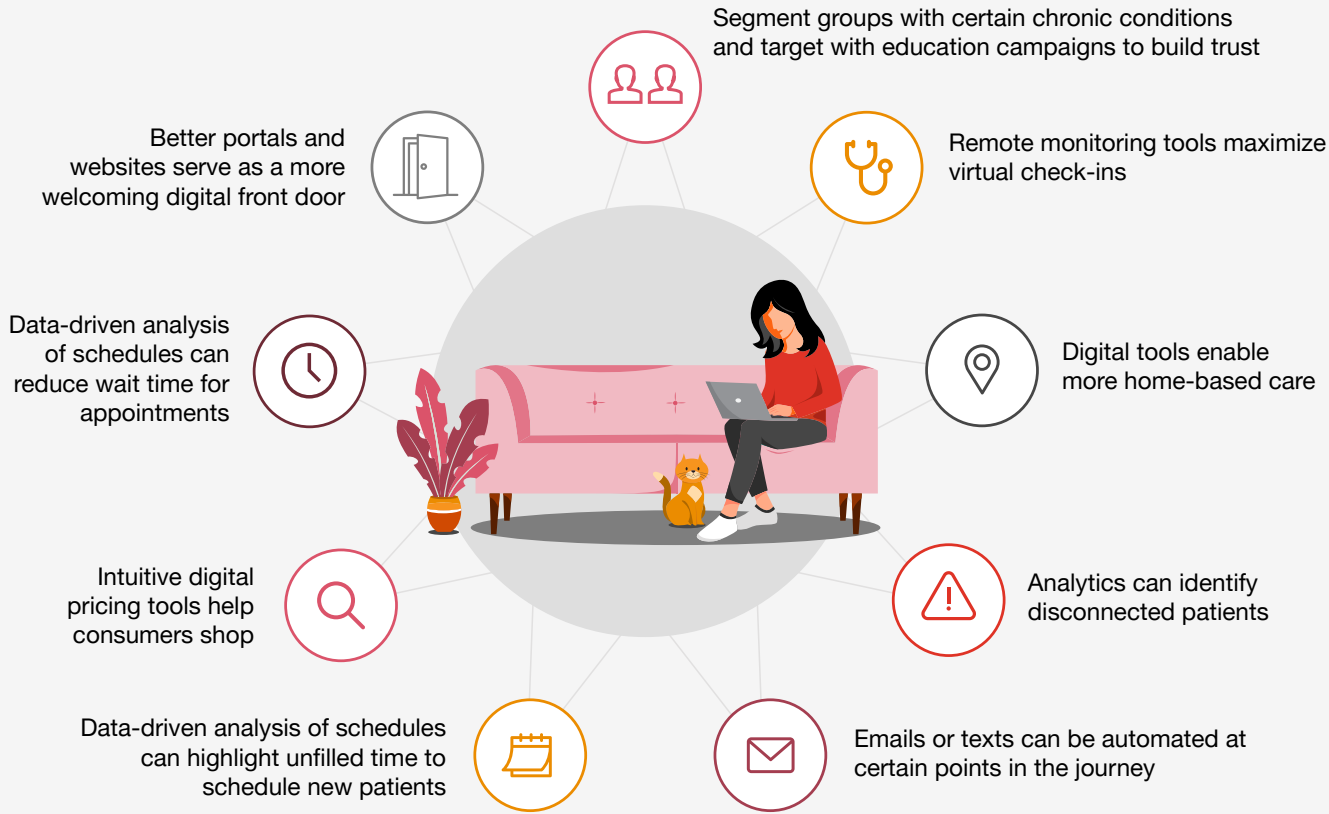 Segment groups with certain chronic conditions
and target with education campaigns to build trust
Remote monitoring tools maximize
virtual check-ins
Digital tools enable
more home-based care
Analytics can identify
disconnected patients
Emails or texts can be automated at
certain points in the journey
Data-driven analysis of schedules
can highlight unfilled time to
schedule new patients
Intuitive digital
pricing tools help
consumers shop
Data-driven analysis
of schedules can
reduce wait time for
appointments
Better portals and
websites serve as a more
welcoming digital front door